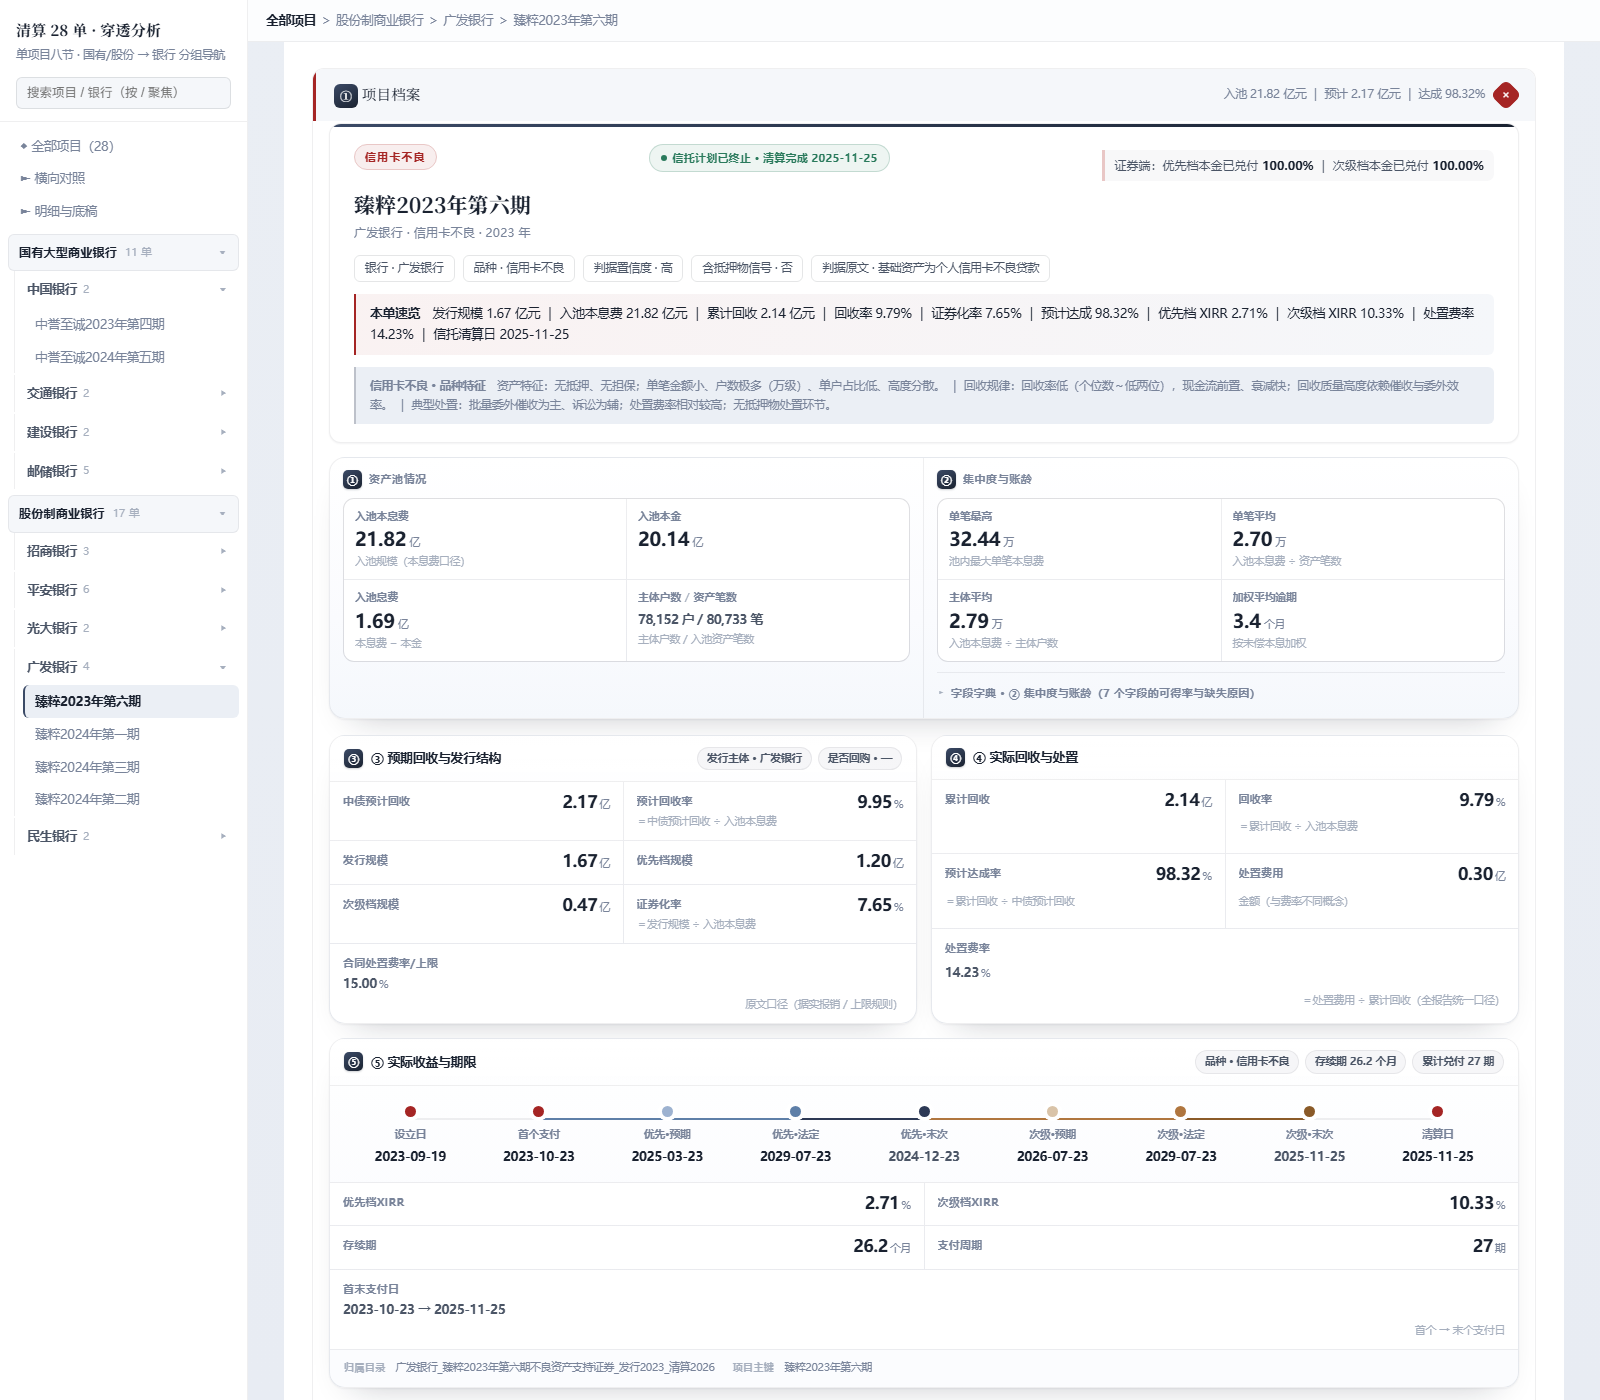 清算 28 单 · 穿透分析
单项目八节 · 国有/股份 → 银行 分组导航
搜索项目 / 银行（按 / 聚焦）
◆ 全部项目（28）
► 横向对照
► 明细与底稿
国有大型商业银行 11 单
中国银行 2
中誉至诚2023年第四期
中誉至诚2024年第五期
交通银行 2
建设银行 2
邮储银行 5
股份制商业银行 17 单
招商银行 3
平安银行 6
光大银行 2
广发银行 4
臻粹2023年第六期
臻粹2024年第一期
臻粹2024年第三期
臻粹2024年第二期
民生银行 2
全部项目 > 股份制商业银行 > 广发银行 > 臻粹2023年第六期
① 项目档案
入池 21.82 亿元 | 预计 2.17 亿元 | 达成 98.32% ×
信用卡不良
● 信托计划已终止 • 清算完成 2025-11-25
证券端：优先档本金已兑付 100.00% | 次级档本金已兑付 100.00%
臻粹2023年第六期
广发银行 · 信用卡不良 · 2023 年
银行 · 广发银行
品种 · 信用卡不良
判据置信度 · 高
含抵押物信号 · 否
判据原文 · 基础资产为个人信用卡不良贷款
本单速览 发行规模 1.67 亿元 | 入池本息费 21.82 亿元 | 累计回收 2.14 亿元 | 回收率 9.79% | 证券化率 7.65% | 预计达成 98.32% | 优先档 XIRR 2.71% | 次级档 XIRR 10.33% | 处置费率
14.23% | 信托清算日 2025-11-25
信用卡不良 • 品种特征 资产特征：无抵押、无担保；单笔金额小、户数极多（万级）、单户占比低、高度分散。 | 回收规律：回收率低（个位数～低两位），现金流前置、衰减快；回收质量高度依赖催收与委外效
率。 | 典型处置：批量委外催收为主、诉讼为辅；处置费率相对较高；无抵押物处置环节。
① 资产池情况
入池本息费
21.82 亿
入池规模（本息费口径）
入池本金
20.14 亿
入池息费
1.69 亿
本息费 − 本金
主体户数 / 资产笔数
78,152 户 / 80,733 笔
主体户数 / 入池资产笔数
② 集中度与账龄
单笔最高
32.44 万
池内最大单笔本息费
单笔平均
2.70 万
入池本息费 ÷ 资产笔数
主体平均
2.79 万
入池本息费 ÷ 主体户数
加权平均逾期
3.4 个月
按未偿本息加权
▸ 字段字典 • ② 集中度与账龄（7 个字段的可得率与缺失原因）
③ ③ 预期回收与发行结构
发行主体 • 广发银行
是否回购 • —
中债预计回收 2.17 亿
预计回收率 9.95 %
＝中债预计回收 ÷ 入池本息费
发行规模 1.67 亿
优先档规模 1.20 亿
次级档规模 0.47 亿
证券化率 7.65 %
＝发行规模 ÷ 入池本息费
合同处置费率/上限
15.00 %
原文口径（据实报销 / 上限规则）
④ ④ 实际回收与处置
累计回收 2.14 亿
回收率 9.79 %
＝累计回收 ÷ 入池本息费
预计达成率 98.32 %
＝累计回收 ÷ 中债预计回收
处置费用 0.30 亿
金额（与费率不同概念）
处置费率
14.23 %
＝处置费用 ÷ 累计回收（全报告统一口径）
⑤ ⑤ 实际收益与期限
品种 • 信用卡不良
存续期 26.2 个月
累计兑付 27 期
设立日
2023-09-19
首个支付
2023-10-23
优先•预期
2025-03-23
优先•法定
2029-07-23
优先•末次
2024-12-23
次级•预期
2026-07-23
次级•法定
2029-07-23
次级•末次
2025-11-25
清算日
2025-11-25
优先档XIRR 2.71 %
次级档XIRR 10.33 %
存续期 26.2 个月
支付周期 27 期
首末支付日
2023-10-23 → 2025-11-25
首个 → 末个支付日
归属目录 广发银行_臻粹2023年第六期不良资产支持证券_发行2023_清算2026 项目主键 臻粹2023年第六期